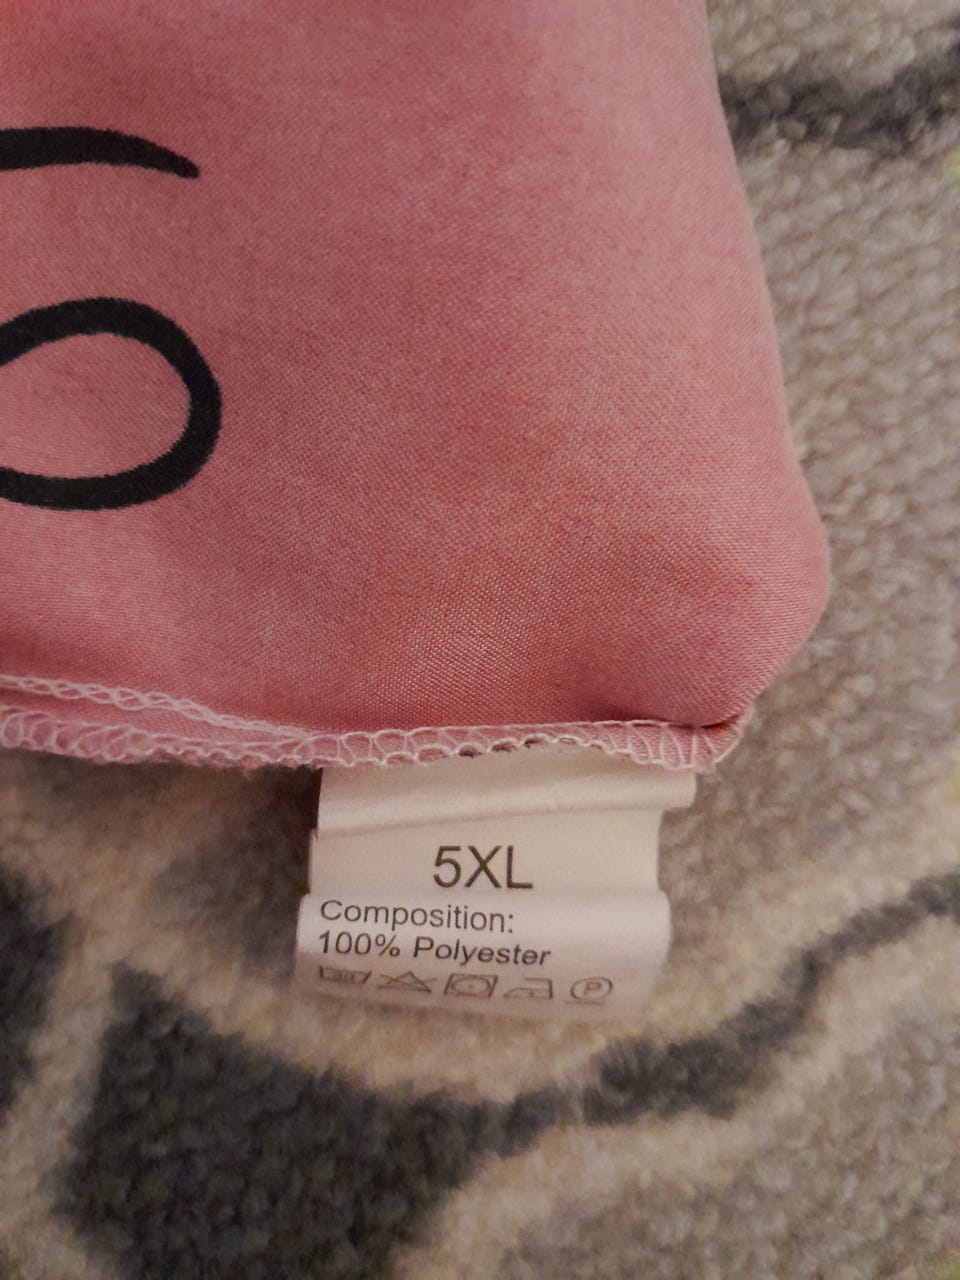 5XL
Composition:
100% Polyester
P